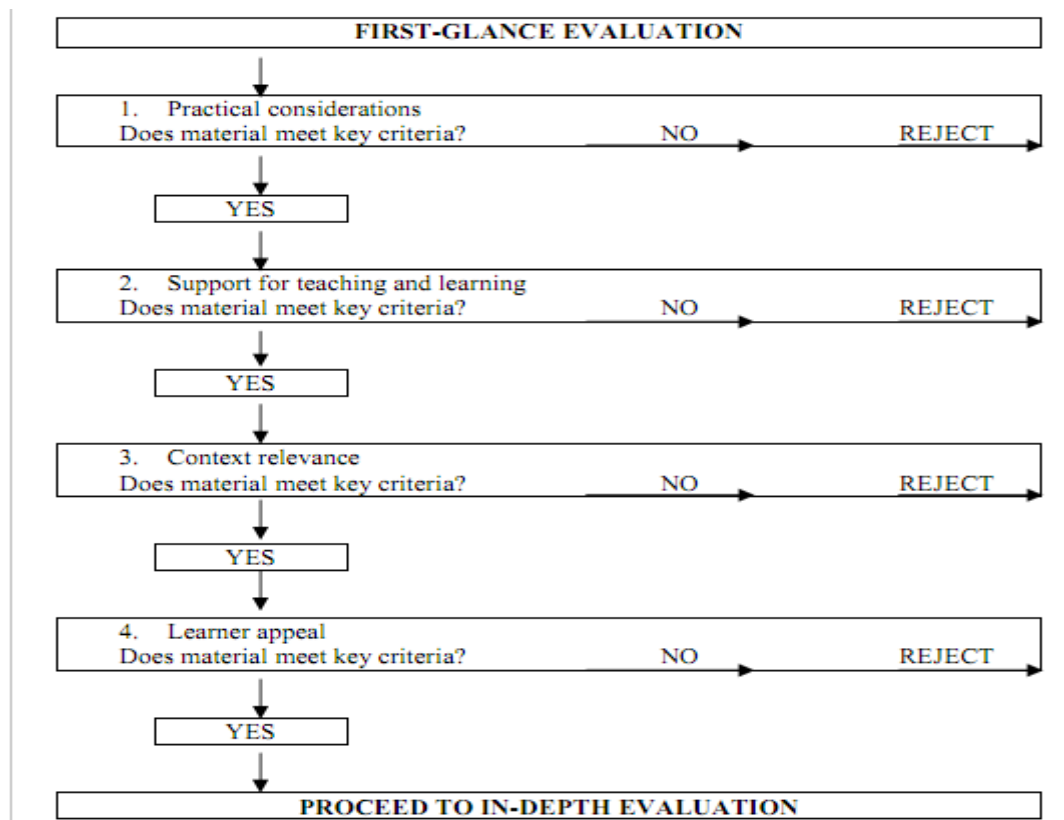 FIRST-GLANCE EVALUATION
1. Practical considerations
Does material meet key criteria? NO REJECT
YES
2. Support for teaching and learning
Does material meet key criteria? NO REJECT
YES
3. Context relevance
Does material meet key criteria? NO REJECT
YES
4. Learner appeal
Does material meet key criteria? NO REJECT
YES
PROCEED TO IN-DEPTH EVALUATION